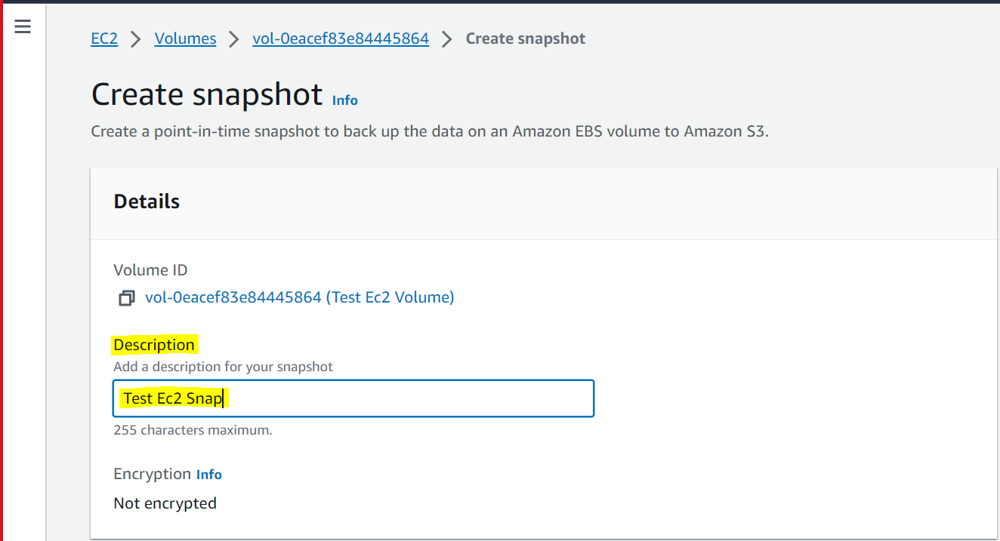 EC2 > Volumes > vol-0eacef83e84445864 > Create snapshot
Create snapshot Info
Create a point-in-time snapshot to back up the data on an Amazon EBS volume to Amazon S3.
Details
Volume ID
vol-0eacef83e84445864 (Test Ec2 Volume)
Description
Add a description for your snapshot
Test Ec2 Snap
255 characters maximum.
Encryption Info
Not encrypted